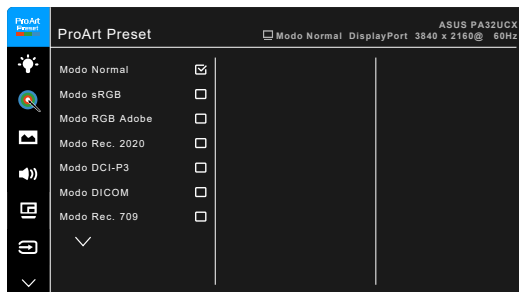 ProArt
Preset
ProArt Preset
ASUS PA32UCX
Modo Normal DisplayPort 3840 x 2160@ 60Hz
Modo Normal
Modo sRGB
Modo RGB Adobe
Modo Rec. 2020
Modo DCI-P3
Modo DICOM
Modo Rec. 709